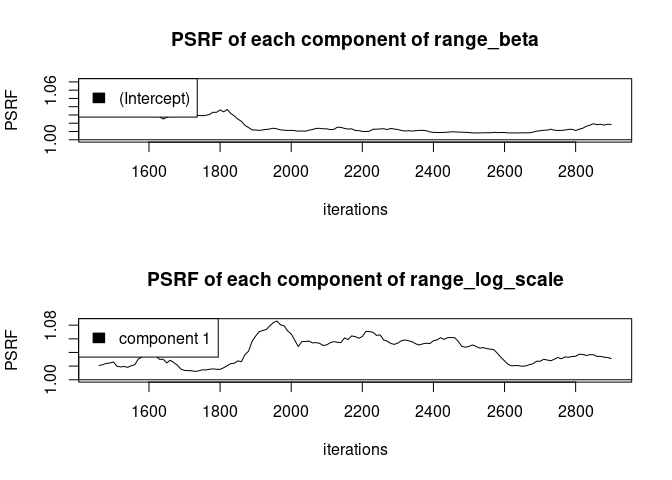 PSRF of each component of range_beta
PSRF
1.00 1.06
(Intercept)
1600 1800 2000 2200 2400 2600 2800
iterations
PSRF of each component of range_log_scale
PSRF
1.00 1.08
component 1
1600 1800 2000 2200 2400 2600 2800
iterations